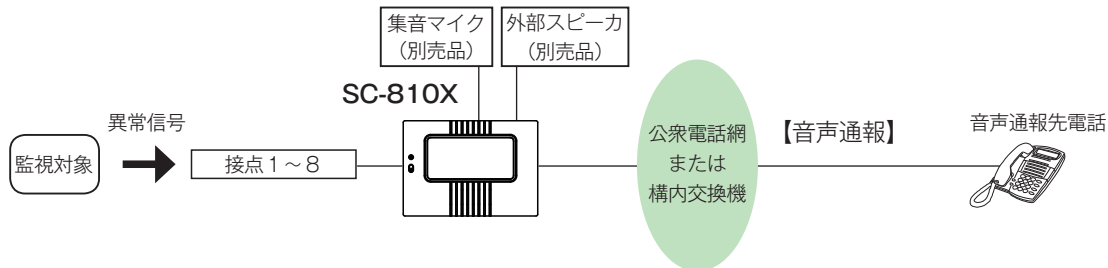 集音マイク
（別売品）
外部スピーカ
（別売品）
SC-810X
異常信号
監視対象
接点１～８
公衆電話網
または
構内交換機
【音声通報】
音声通報先電話